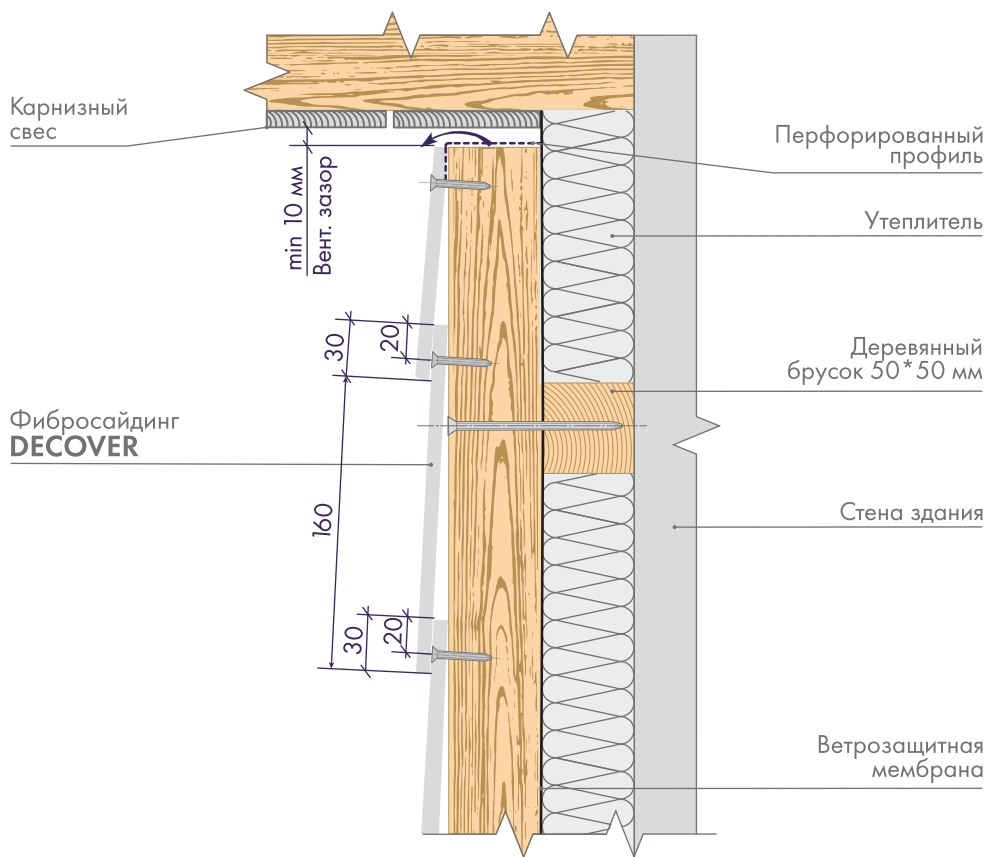 Карнизный
свес
Перфорированный
профиль
min 10 мм
Вент. зазор
Утеплитель
30
20
Деревянный
брусок 50*50 мм
Фибросайдинг
DECOVER
160
Стена здания
30
20
Ветрозащитная
мембрана